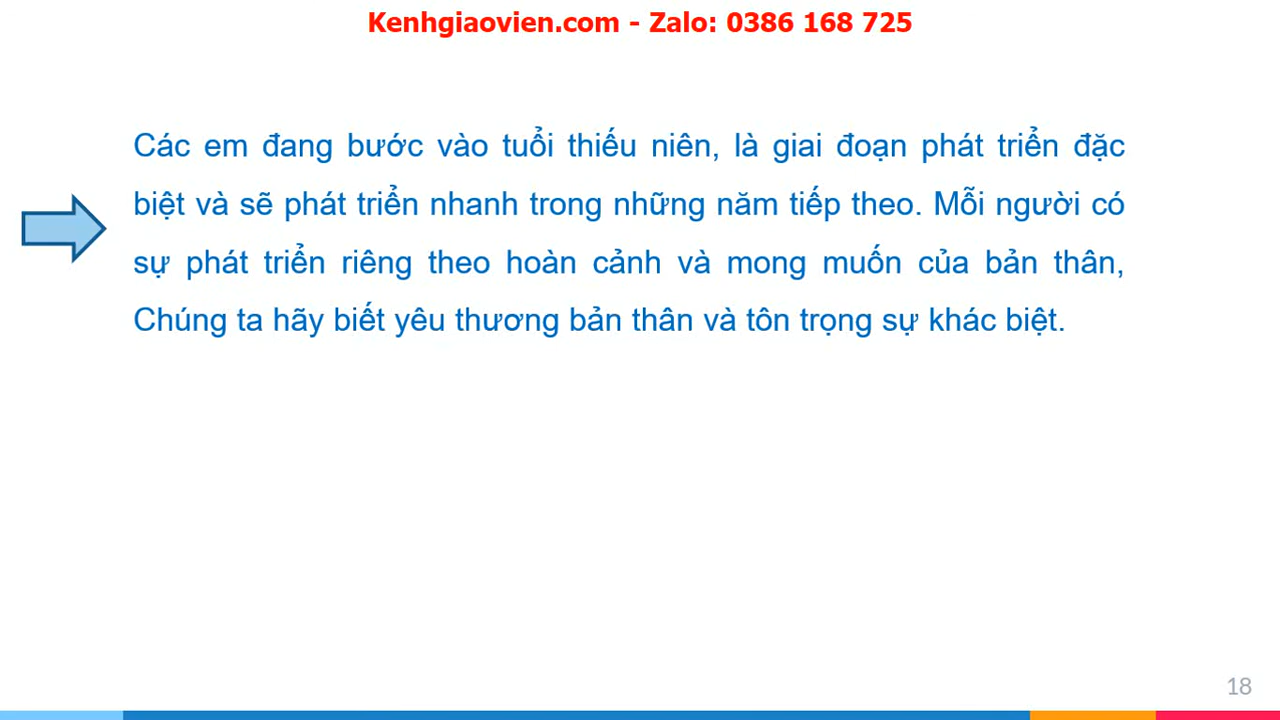 Kenhgiaovien.com - Zalo: 0386 168 725
Các em đang bước vào tuổi thiếu niên, là giai đoạn phát triển đặc
biệt và sẽ phát triển nhanh trong những năm tiếp theo. Mỗi người có
sự phát triển riêng theo hoàn cảnh và mong muốn của bản thân,
Chúng ta hãy biết yêu thương bản thân và tôn trọng sự khác biệt.
18